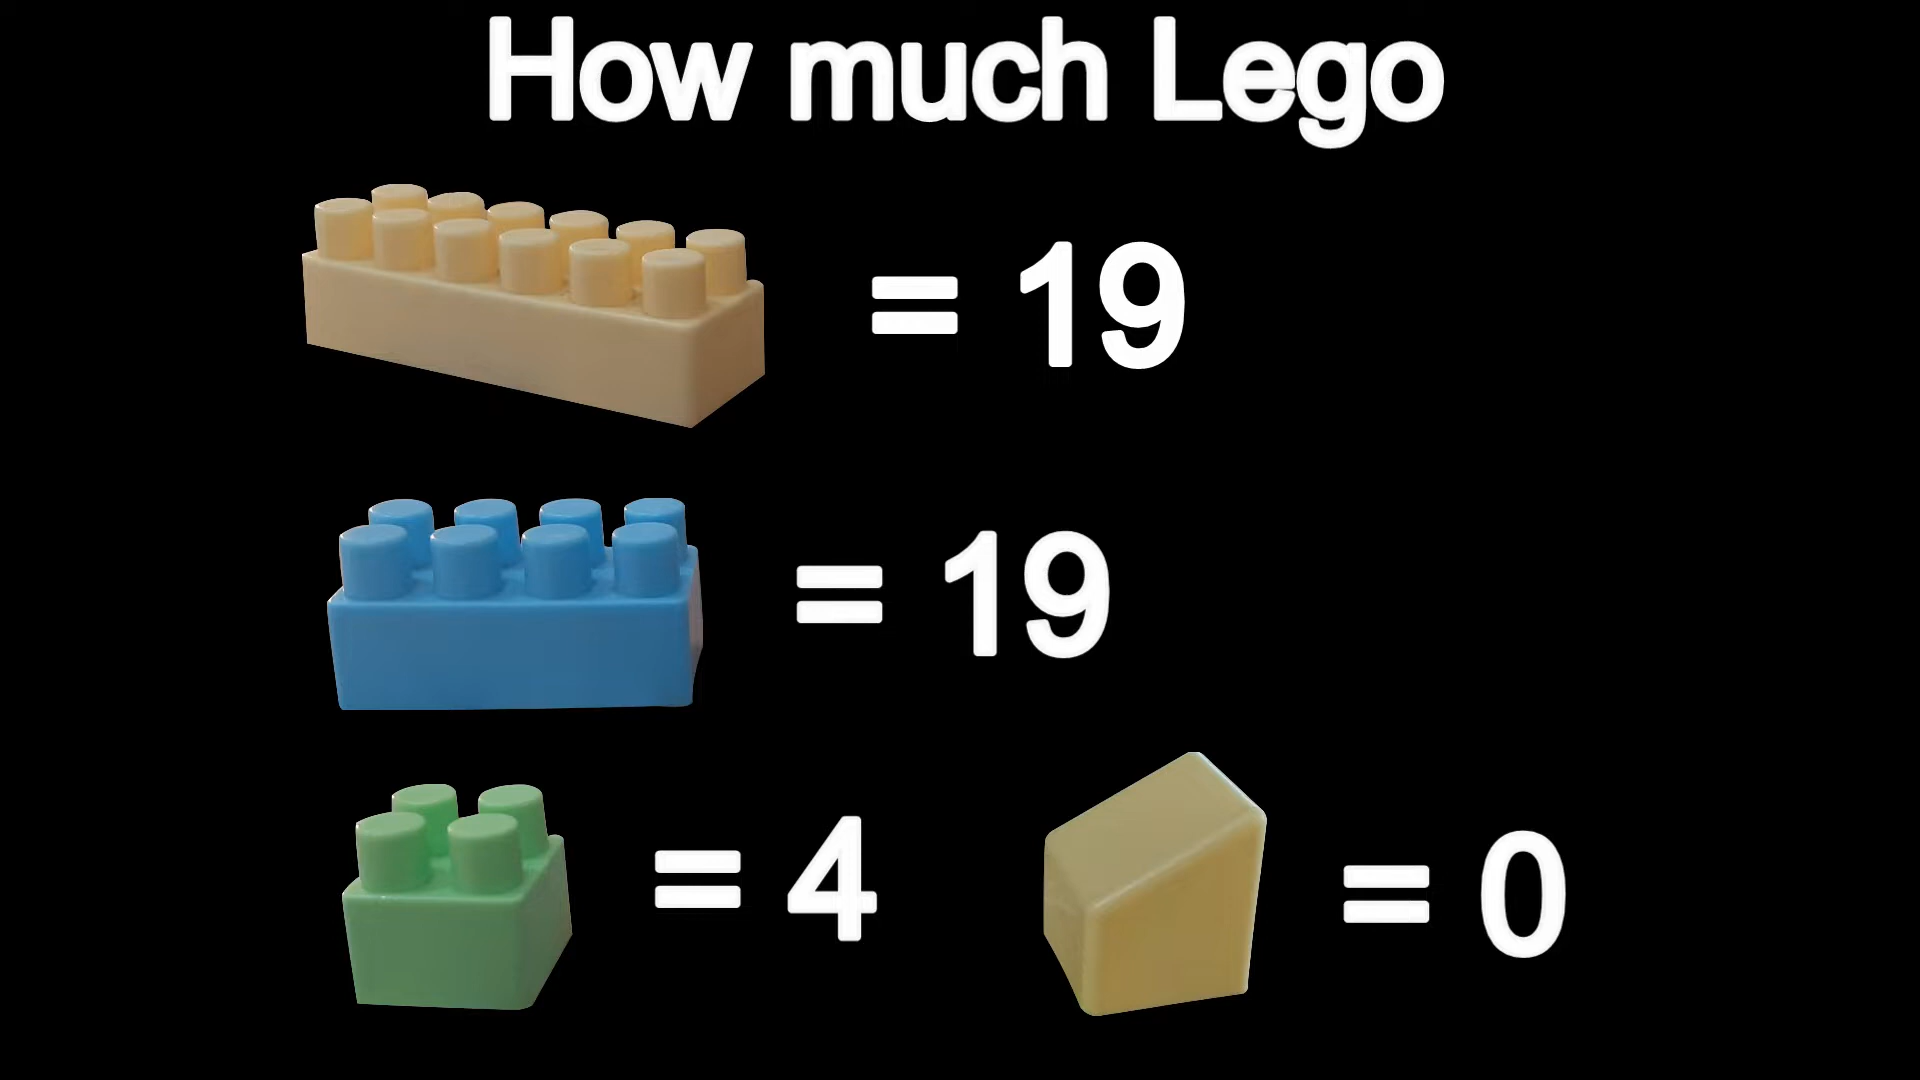 How much Lego
= 19
= 19
= 4
= 0